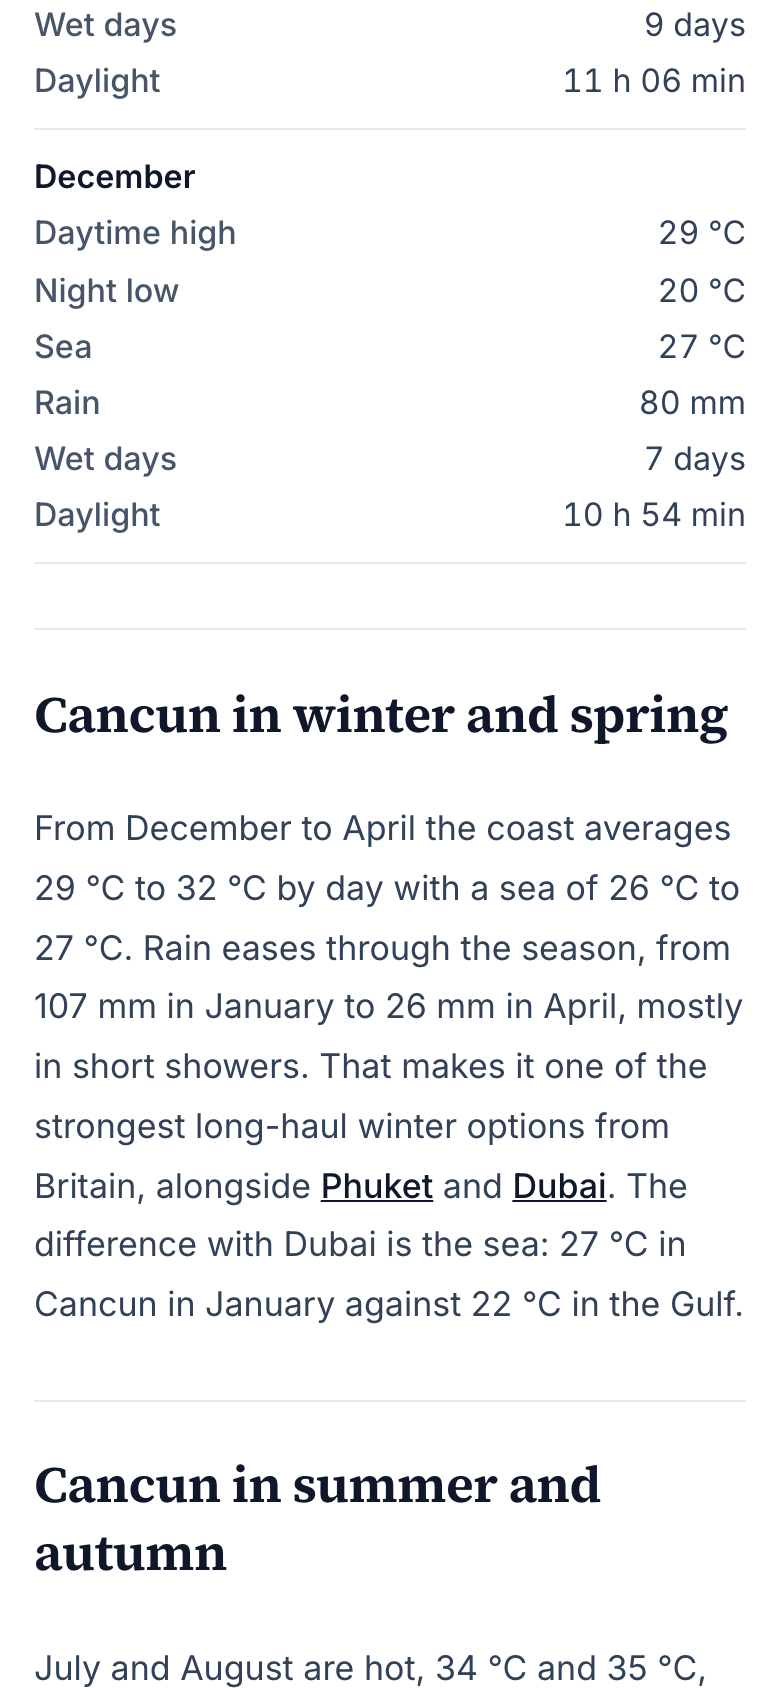 Wet days 9 days
Daylight 11 h 06 min
December
Daytime high 29 °C
Night low 20 °C
Sea 27 °C
Rain 80 mm
Wet days 7 days
Daylight 10 h 54 min
Cancun in winter and spring
From December to April the coast averages
29 °C to 32 °C by day with a sea of 26 °C to
27 °C. Rain eases through the season, from
107 mm in January to 26 mm in April, mostly
in short showers. That makes it one of the
strongest long-haul winter options from
Britain, alongside Phuket and Dubai. The
difference with Dubai is the sea: 27 °C in
Cancun in January against 22 °C in the Gulf.
Cancun in summer and
autumn
July and August are hot, 34 °C and 35 °C,